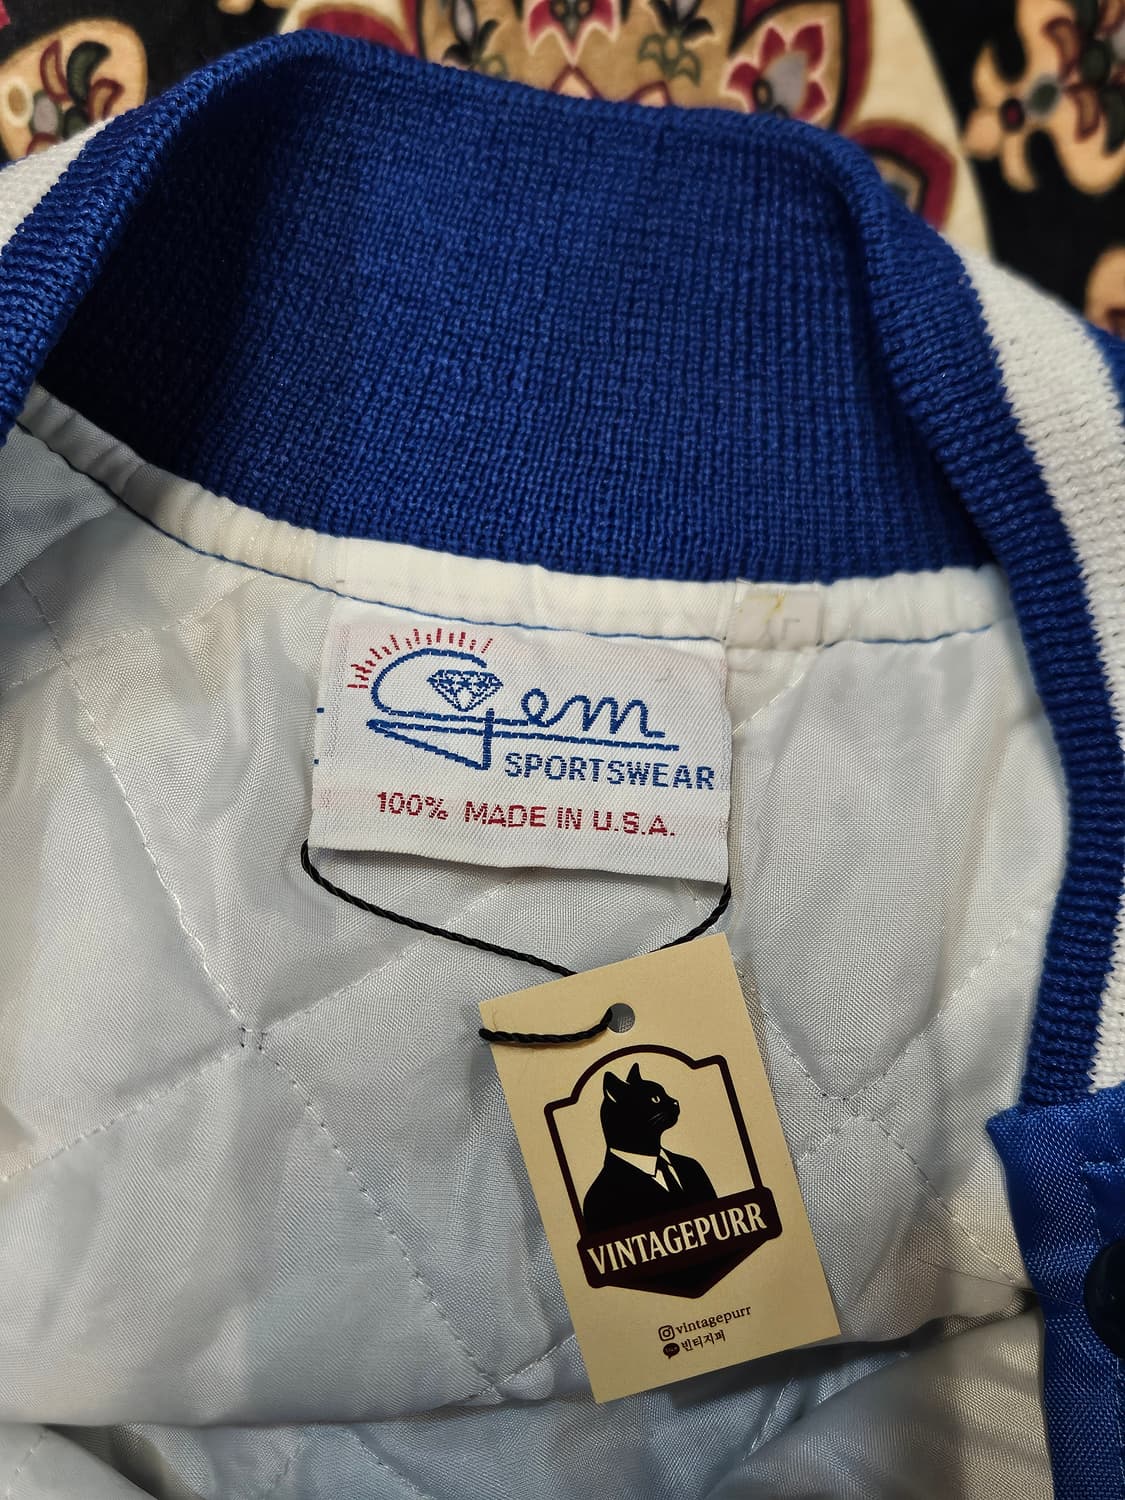 Gem
SPORTSWEAR
100% MADE IN U.S.A.
VINTAGEPURR
vintagepurr
빈티지퍼